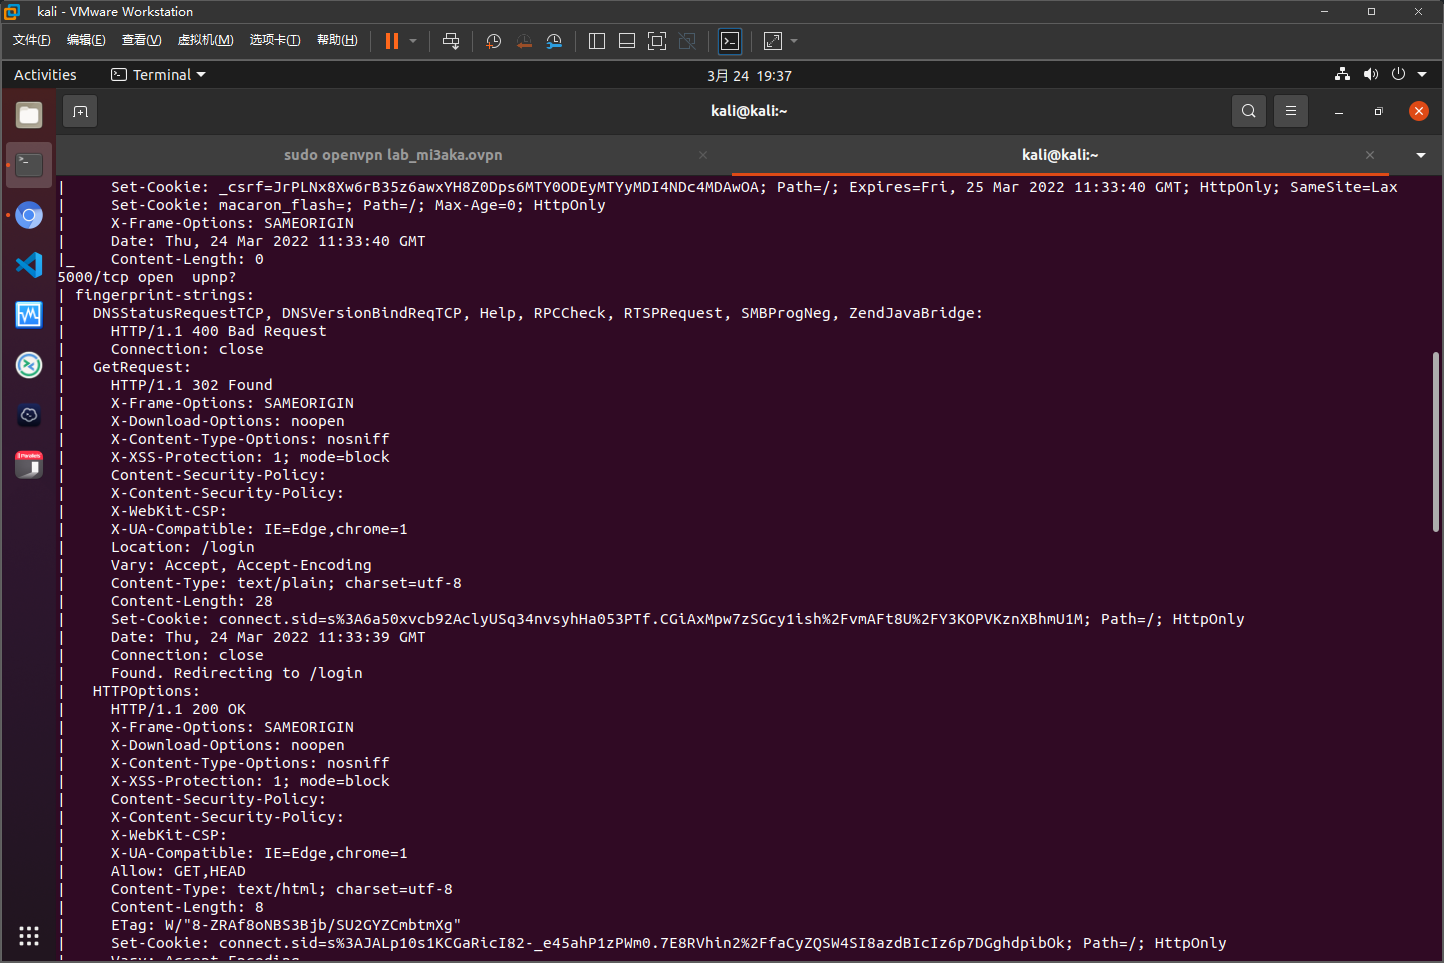 kali - VMware Workstation
文件(F) 编辑(E) 查看(V) 虚拟机(M) 选项卡(T) 帮助(H)
Activities Terminal 3月 24 19:37
kali@kali:~
sudo openvpn lab_mi3aka.ovpn kali@kali:~
| Set-Cookie: _csrf=JrPLNx8Xw6rB35z6awxYH8Z0Dps6MTY0ODEyMTYyMDI4NDc4MDAwOA; Path=/; Expires=Fri, 25 Mar 2022 11:33:40 GMT; HttpOnly; SameSite=Lax
| Set-Cookie: macaron_flash=; Path=/; Max-Age=0; HttpOnly
| X-Frame-Options: SAMEORIGIN
| Date: Thu, 24 Mar 2022 11:33:40 GMT
|_ Content-Length: 0
5000/tcp open upnp?
| fingerprint-strings:
| DNSStatusRequestTCP, DNSVersionBindReqTCP, Help, RPCCheck, RTSPRequest, SMBProgNeg, ZendJavaBridge:
| HTTP/1.1 400 Bad Request
| Connection: close
| GetRequest:
| HTTP/1.1 302 Found
| X-Frame-Options: SAMEORIGIN
| X-Download-Options: noopen
| X-Content-Type-Options: nosniff
| X-XSS-Protection: 1; mode=block
| Content-Security-Policy:
| X-Content-Security-Policy:
| X-WebKit-CSP:
| X-UA-Compatible: IE=Edge,chrome=1
| Location: /login
| Vary: Accept, Accept-Encoding
| Content-Type: text/plain; charset=utf-8
| Content-Length: 28
| Set-Cookie: connect.sid=s%3A6a50xvcb92AclyUSq34nvsyhHa053PTf.CGiAxMpw7zSGcy1ish%2FvmAFt8U%2FY3KOPVKznXBhmU1M; Path=/; HttpOnly
| Date: Thu, 24 Mar 2022 11:33:39 GMT
| Connection: close
| Found. Redirecting to /login
| HTTPOptions:
| HTTP/1.1 200 OK
| X-Frame-Options: SAMEORIGIN
| X-Download-Options: noopen
| X-Content-Type-Options: nosniff
| X-XSS-Protection: 1; mode=block
| Content-Security-Policy:
| X-Content-Security-Policy:
| X-WebKit-CSP:
| X-UA-Compatible: IE=Edge,chrome=1
| Allow: GET,HEAD
| Content-Type: text/html; charset=utf-8
| Content-Length: 8
| ETag: W/"8-ZRAf8oNBS3Bjb/SU2GYZCmbtmXg"
| Set-Cookie: connect.sid=s%3AJALp10s1KCGaRicI82-_e45ahP1zPWm0.7E8RVhin2%2FfaCyZQSW4SI8azdBIcIz6p7DGghdpibOk; Path=/; HttpOnly
| Vary: Accept-Encoding